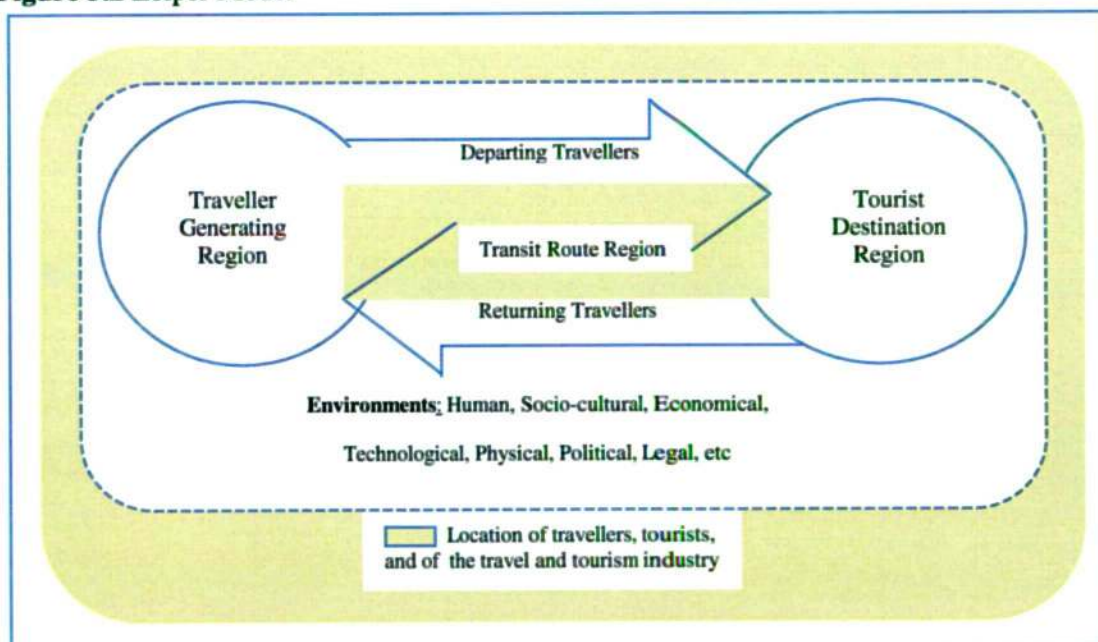 Departing Travellers
Traveller
Generating
Region
Transit Route Region
Tourist
Destination
Region
Returning Travellers
Environments: Human, Socio-cultural, Economical,
Technological, Physical, Political, Legal, etc
Location of travellers, tourists,
and of the travel and tourism industry